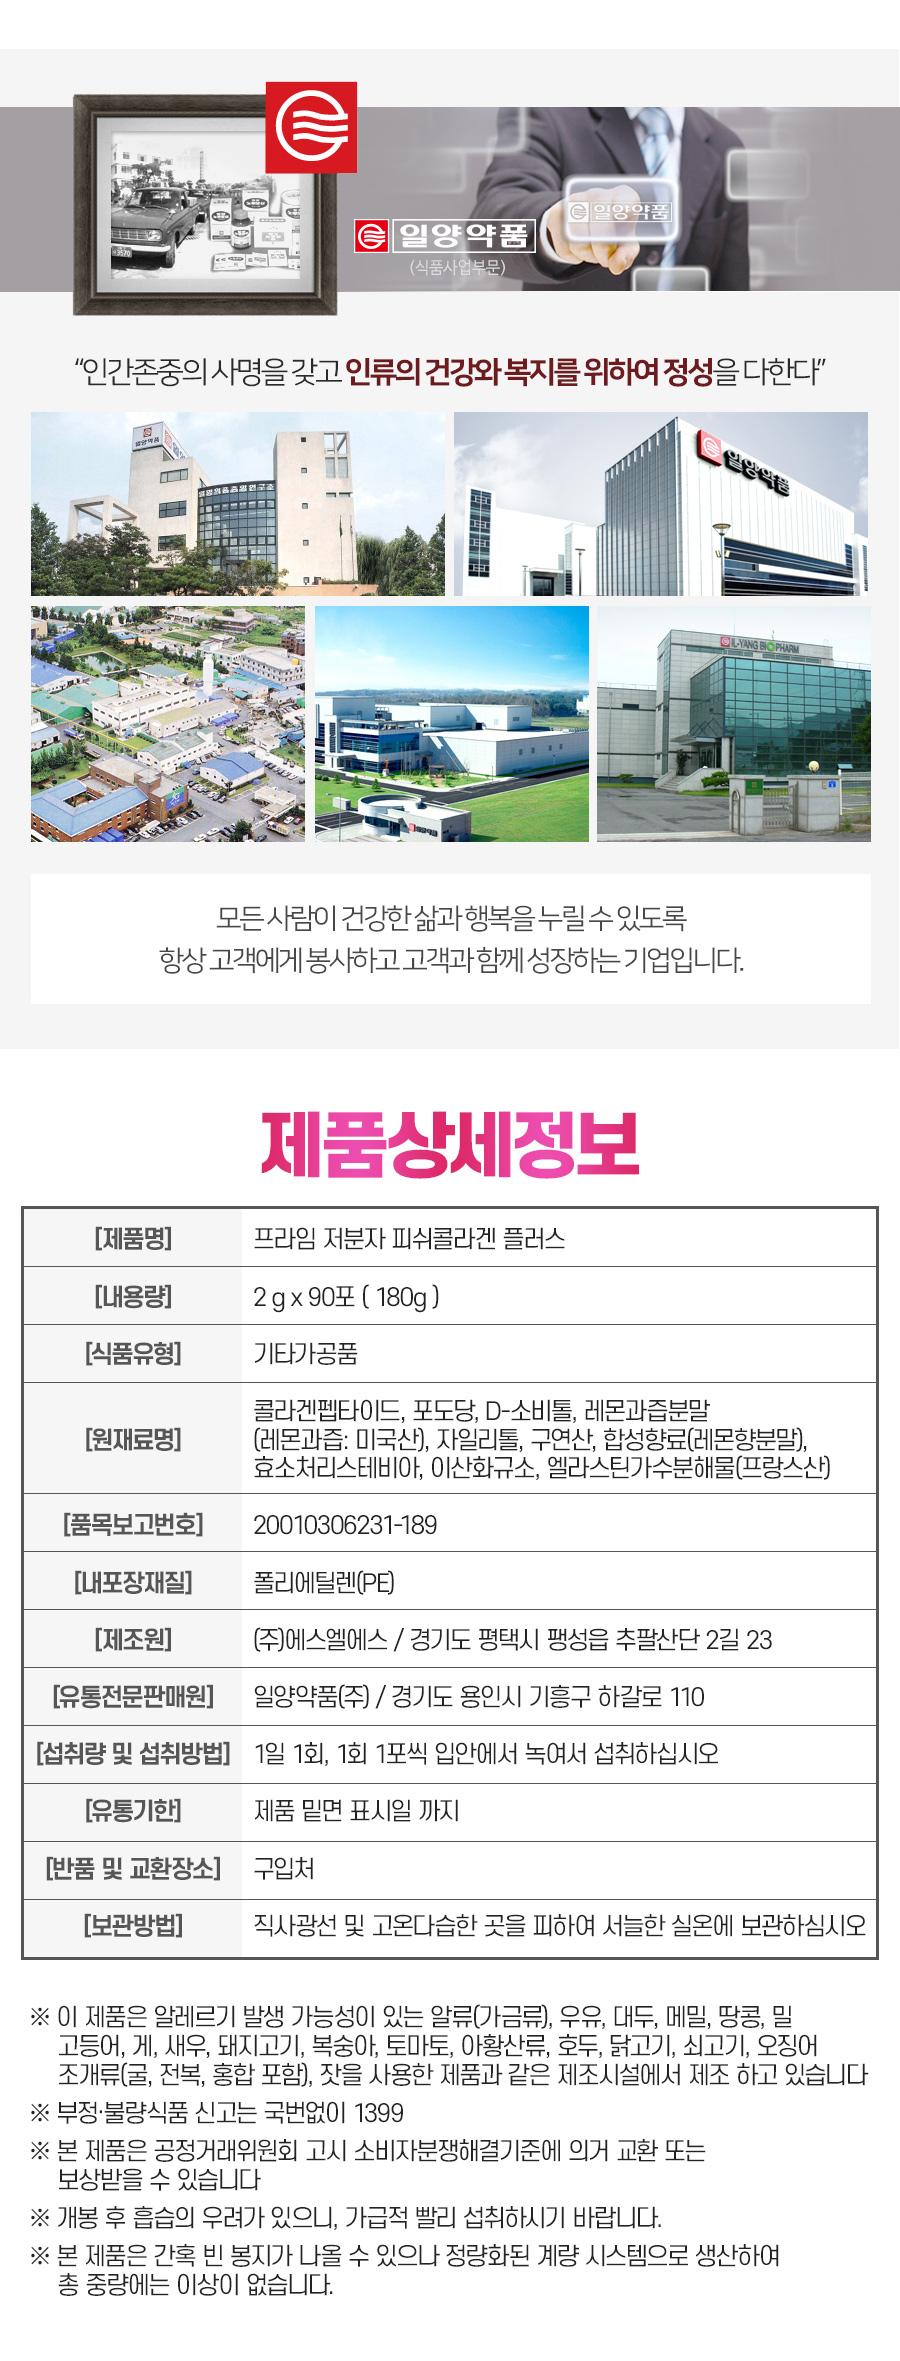 일양약품
일양약품
(식품사업부문)
“인간존중의 사명을 갖고 인류의 건강와 복지를 위하여 정성을 다한다”
일양약품
일양약품
IL-YANG BIOPHARM
모든 사람이 건강한 삶과 행복을 누릴 수 있도록
항상 고객에게 봉사하고 고객과 함께 성장하는 기업입니다.
제품상세정보
[제품명] 프라임 저분자 피쉬콜라겐 플러스
[내용량] 2 g x 90포 ( 180g )
[식품유형] 기타가공품
[원재료명] 콜라겐펩타이드, 포도당, D-소비톨, 레몬과즙분말
(레몬과즙: 미국산), 자일리톨, 구연산, 합성향료(레몬향분말),
효소처리스테비아, 이산화규소, 엘라스틴가수분해물(프랑스산)
[품목보고번호] 20010306231-189
[내포장재질] 폴리에틸렌(PE)
[제조원] (주)에스엘에스 / 경기도 평택시 팽성읍 추팔산단 2길 23
[유통전문판매원] 일양약품(주) / 경기도 용인시 기흥구 하갈로 110
[섭취량 및 섭취방법] 1일 1회, 1회 1포씩 입안에서 녹여서 섭취하십시오
[유통기한] 제품 밑면 표시일 까지
[반품 및 교환장소] 구입처
[보관방법] 직사광선 및 고온다습한 곳을 피하여 서늘한 실온에 보관하심시오
※ 이 제품은 알레르기 발생 가능성이 있는 알류(가금류), 우유, 대두, 메밀, 땅콩, 밀
고등어, 게, 새우, 돼지고기, 복숭아, 토마토, 아황산류, 호두, 닭고기, 쇠고기, 오징어
조개류(굴, 전복, 홍합 포함), 잣을 사용한 제품과 같은 제조시설에서 제조 하고 있습니다
※ 부정·불량식품 신고는 국번없이 1399
※ 본 제품은 공정거래위원회 고시 소비자분쟁해결기준에 의거 교환 또는
보상받을 수 있습니다
※ 개봉 후 흡습의 우려가 있으니, 가급적 빨리 섭취하시기 바랍니다.
※ 본 제품은 간혹 빈 봉지가 나올 수 있으나 정량화된 계량 시스템으로 생산하여
총 중량에는 이상이 없습니다.